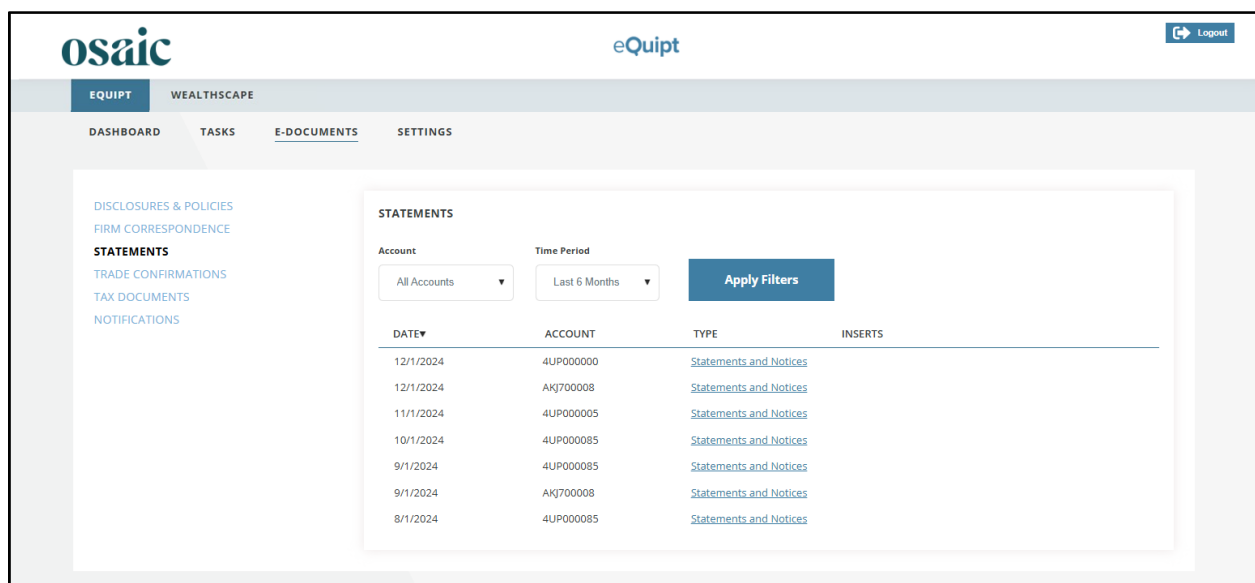 osaic
eQuipt
Logout
EQUIPT WEALTHSCAPE
DASHBOARD TASKS E-DOCUMENTS SETTINGS
DISCLOSURES & POLICIES
FIRM CORRESPONDENCE
STATEMENTS
TRADE CONFIRMATIONS
TAX DOCUMENTS
NOTIFICATIONS
STATEMENTS
Account Time Period
All Accounts ▼ Last 6 Months ▼ Apply Filters
DATE▼ ACCOUNT TYPE INSERTS
12/1/2024 4UP000000 Statements and Notices
12/1/2024 AKJ700008 Statements and Notices
11/1/2024 4UP000005 Statements and Notices
10/1/2024 4UP000085 Statements and Notices
9/1/2024 4UP000085 Statements and Notices
9/1/2024 AKJ700008 Statements and Notices
8/1/2024 4UP000085 Statements and Notices